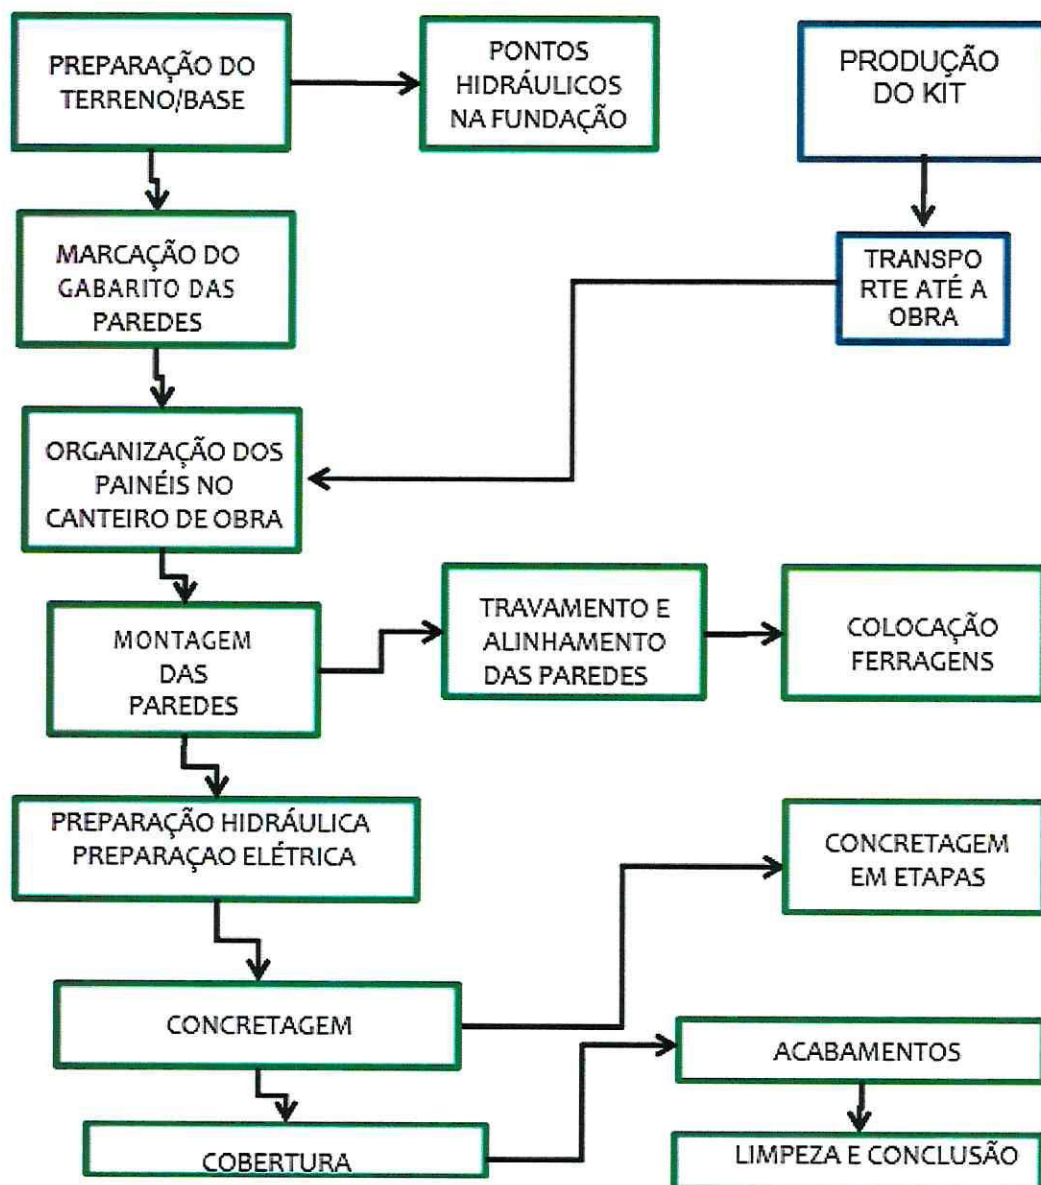 PREPARAÇÃO DO
TERRENO/BASE
PONTOS
HIDRÁULICOS
NA FUNDAÇÃO
PRODUÇÃO
DO KIT
MARCAÇÃO DO
GABARITO DAS
PAREDES
TRANSPO
RTE ATÉ A
OBRA
ORGANIZAÇÃO DOS
PAINÉIS NO
CANTEIRO DE OBRA
MONTAGEM
DAS
PAREDES
TRAVAMENTO E
ALINHAMENTO
DAS PAREDES
COLOCAÇÃO
FERRAGENS
PREPARAÇÃO HIDRÁULICA
PREPARAÇAO ELÉTRICA
CONCRETAGEM
EM ETAPAS
CONCRETAGEM
ACABAMENTOS
COBERTURA
LIMPEZA E CONCLUSÃO